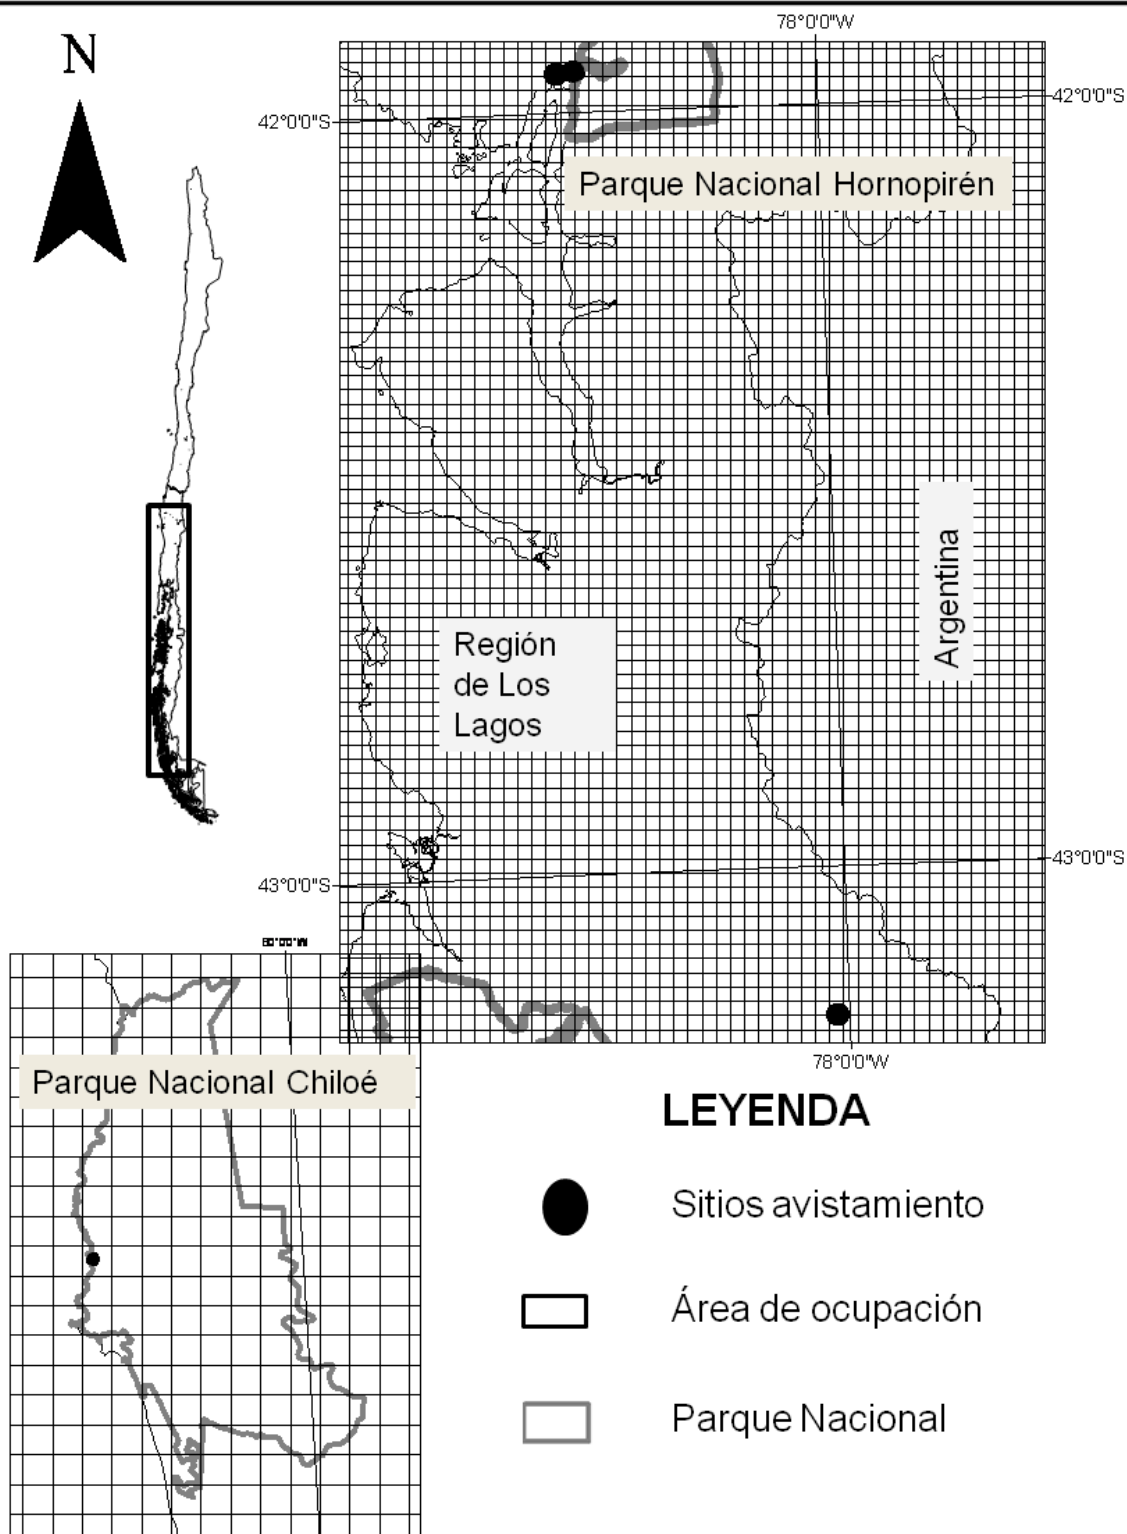 78°0'0"W
N
42°0'0"S
42°0'0"S
Parque Nacional Hornopirén
Argentina
Región
de Los
Lagos
43°0'0"S
43°0'0"S
78°0'0"W
Parque Nacional Chiloé
LEYENDA
Sitios avistamiento
Área de ocupación
Parque Nacional